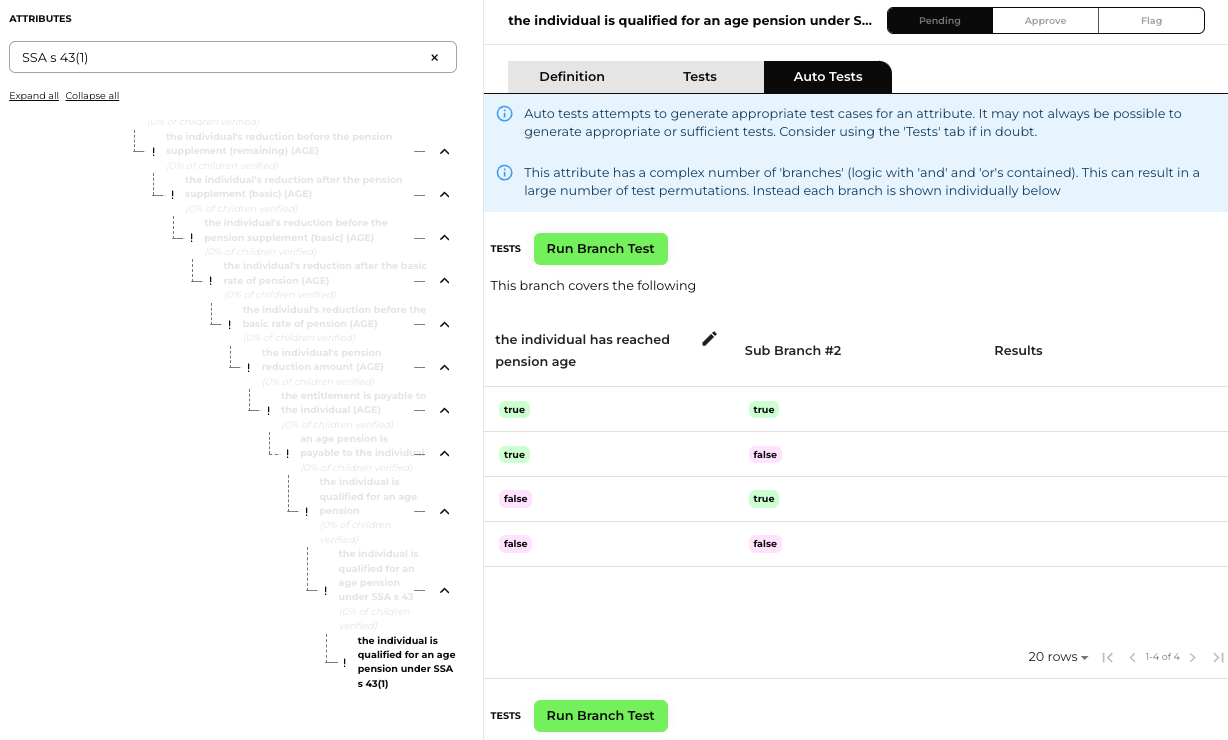 ATTRIBUTES
SSA s 43(1)
×
Expand all Collapse all
(0% of children verified)
the individual's reduction before the pension
supplement (remaining) (AGE)
(0% of children verified)
the individual's reduction after the pension
supplement (basic) (AGE)
(0% of children verified)
the individual's reduction before the
pension supplement (basic) (AGE)
(0% of children verified)
the individual's reduction after the basic
rate of pension (AGE)
(0% of children verified)
the individual's reduction before the
basic rate of pension (AGE)
(0% of children verified)
the individual's pension
reduction amount (AGE)
(0% of children verified)
the entitlement is payable to
the individual (AGE)
(0% of children verified)
an age pension is
payable to the individual
(0% of children verified)
the individual is
qualified for an age
pension
(0% of children
verified)
the individual is
qualified for an
age pension
under SSA s 43
(0% of children
verified)
the individual is
qualified for an age
pension under SSA
s 43(1)
the individual is qualified for an age pension under S...
Pending Approve Flag
Definition Tests Auto Tests
Auto tests attempts to generate appropriate test cases for an attribute. It may not always be possible to
generate appropriate or sufficient tests. Consider using the 'Tests' tab if in doubt.
This attribute has a complex number of 'branches' (logic with 'and' and 'or's contained). This can result in a
large number of test permutations. Instead each branch is shown individually below
TESTS Run Branch Test
This branch covers the following
the individual has reached
pension age
Sub Branch #2
Results
true true
true false
false true
false false
20 rows 1-4 of 4
TESTS Run Branch Test